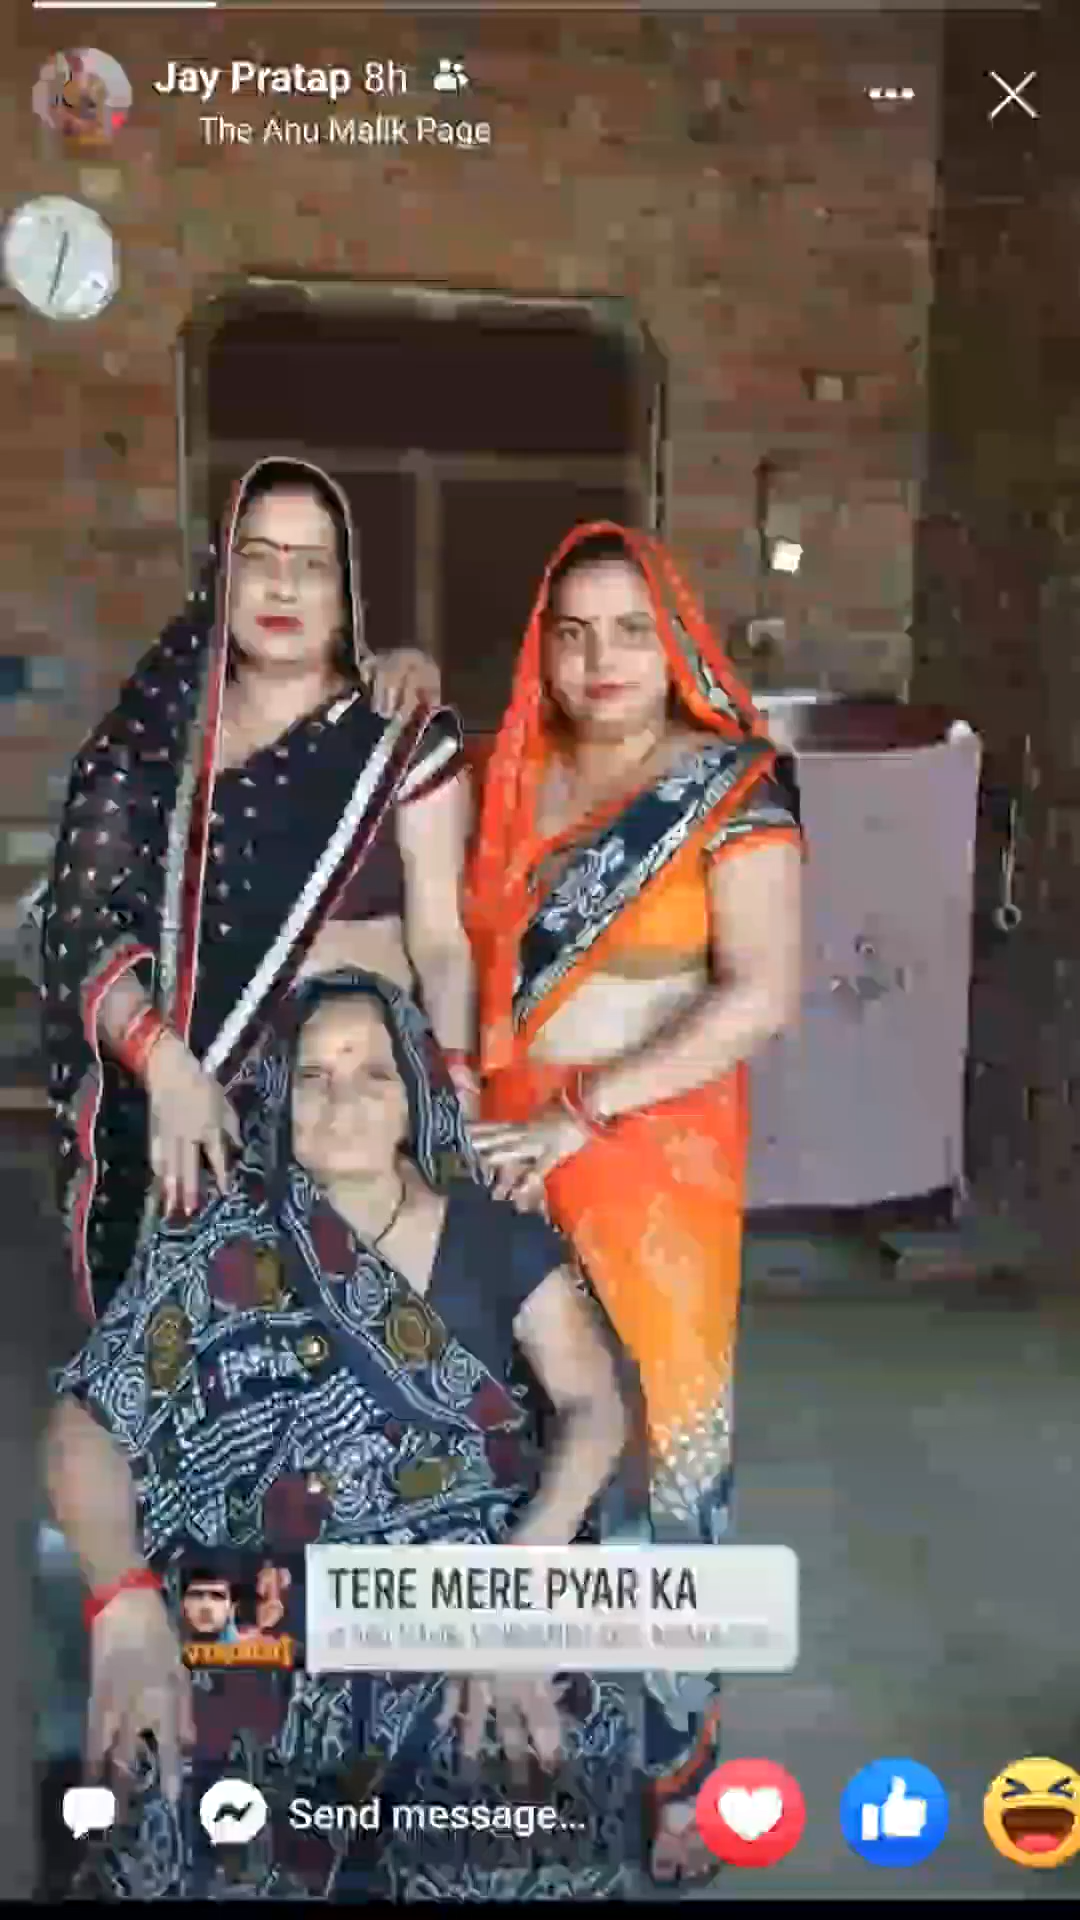 Jay Pratap 8h
The Anu Malik Page
TERE MERE PYAR KA
Send message...